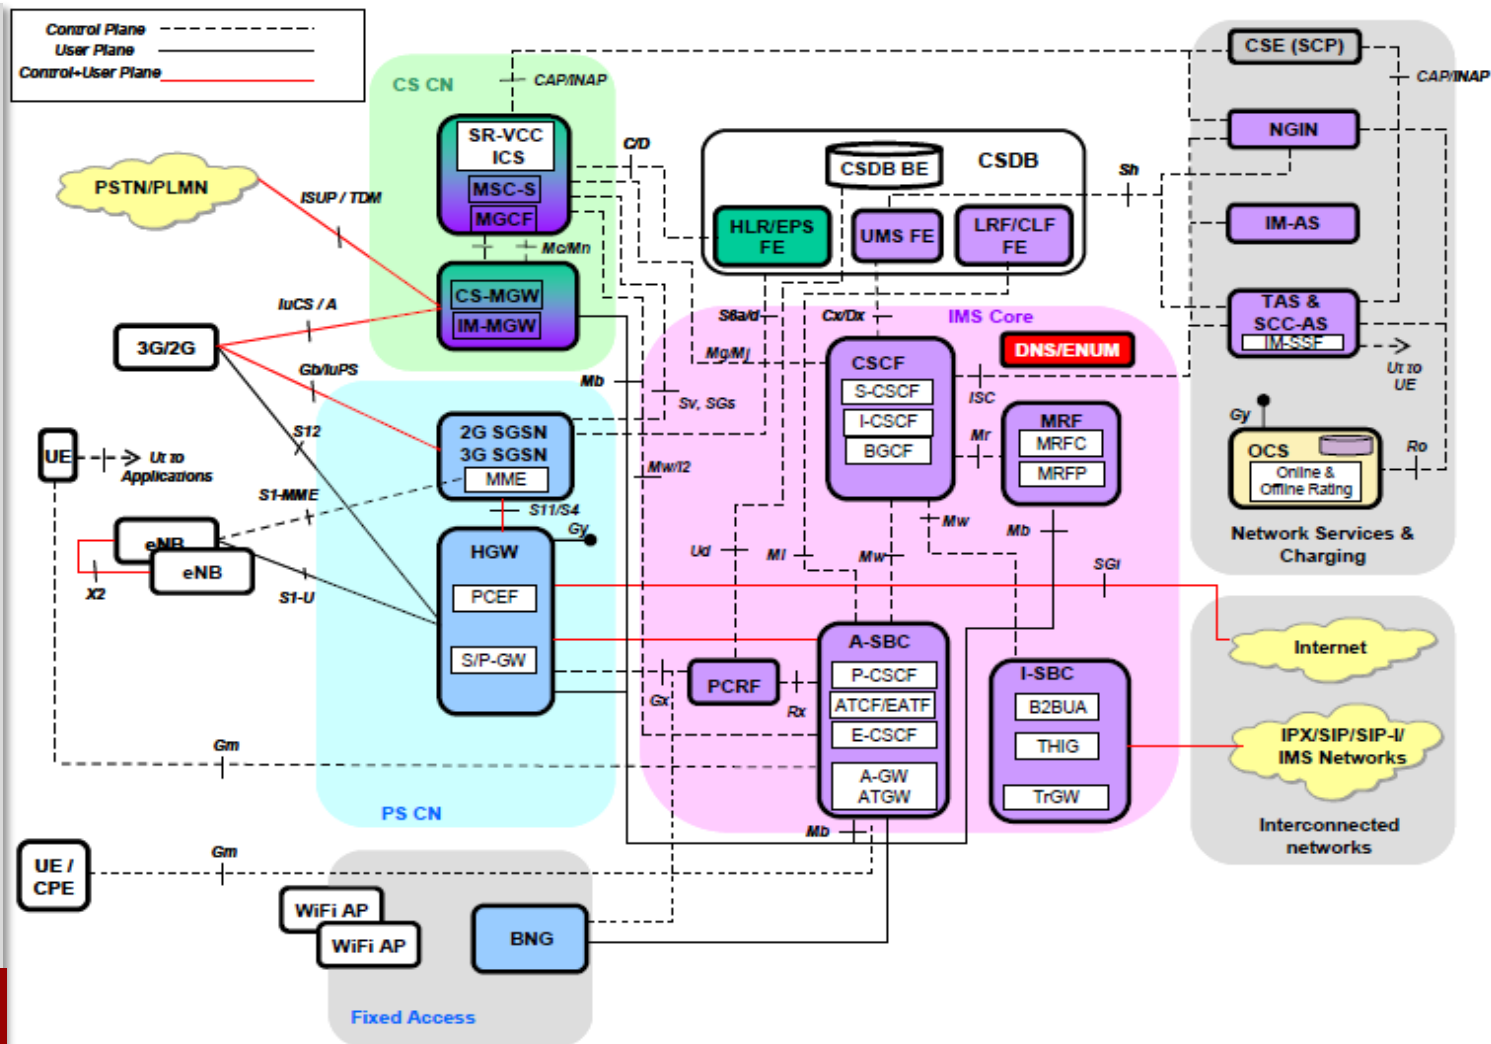 Control Plane
User Plane
Control+User Plane
CS CN
CAP/INAP
SR-VCC
ICS
MSC-S
MGCF
C/D
Mc/Mn
CS-MGW
IM-MGW
PSTN/PLMN
ISUP / TDM
IuCS / A
3G/2G
Gb/IuPS
S12
UE
Ut to
Applications
S1-MME
eNB
eNB
X2
S1-U
2G SGSN
3G SGSN
MME
S11/S4
Gy
HGW
PCEF
S/P-GW
PS CN
Gm
UE /
CPE
Gm
WiFi AP
WiFi AP
BNG
Fixed Access
CSDB BE
CSDB
HLR/EPS
FE
UMS FE
LRF/CLF
FE
Sh
S6a/d
Cx/Dx
IMS Core
Mg/Mj
Mb
Sv, SGs
Mw/I2
CSCF
S-CSCF
I-CSCF
BGCF
DNS/ENUM
ISC
Mr
MRF
MRFC
MRFP
Mw
Mb
Ud
Ml
Mw
SGi
Gx
PCRF
Rx
A-SBC
P-CSCF
ATCF/EATF
E-CSCF
A-GW
ATGW
Mb
I-SBC
B2BUA
THIG
TrGW
CSE (SCP)
CAP/INAP
NGIN
IM-AS
TAS &
SCC-AS
IM-SSF
Ut to
UE
Gy
OCS
Online &
Offline Rating
Ro
Network Services &
Charging
Internet
IPX/SIP/SIP-I/
IMS Networks
Interconnected
networks